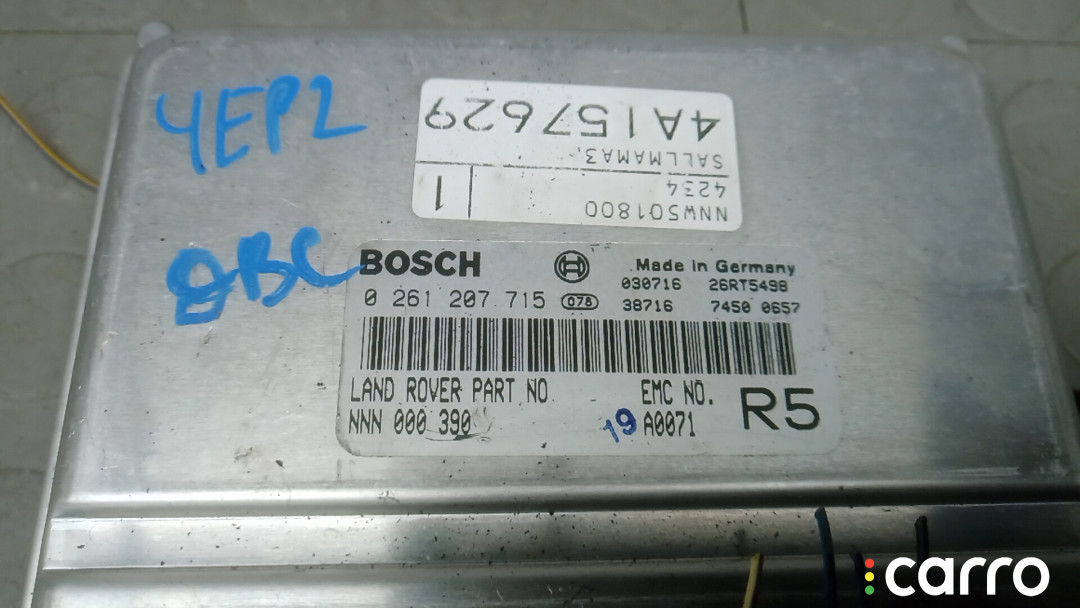 4EP2
4A157629
SALLMAMA3.
4234
NNW501800
1
QBC
BOSCH
Made in Germany
0 261 207 715 078
030716 26RT5498
38716 7450 0657
LAND ROVER PART NO
EMC NO.
NNN 000 390
19 A0071
R5
carro